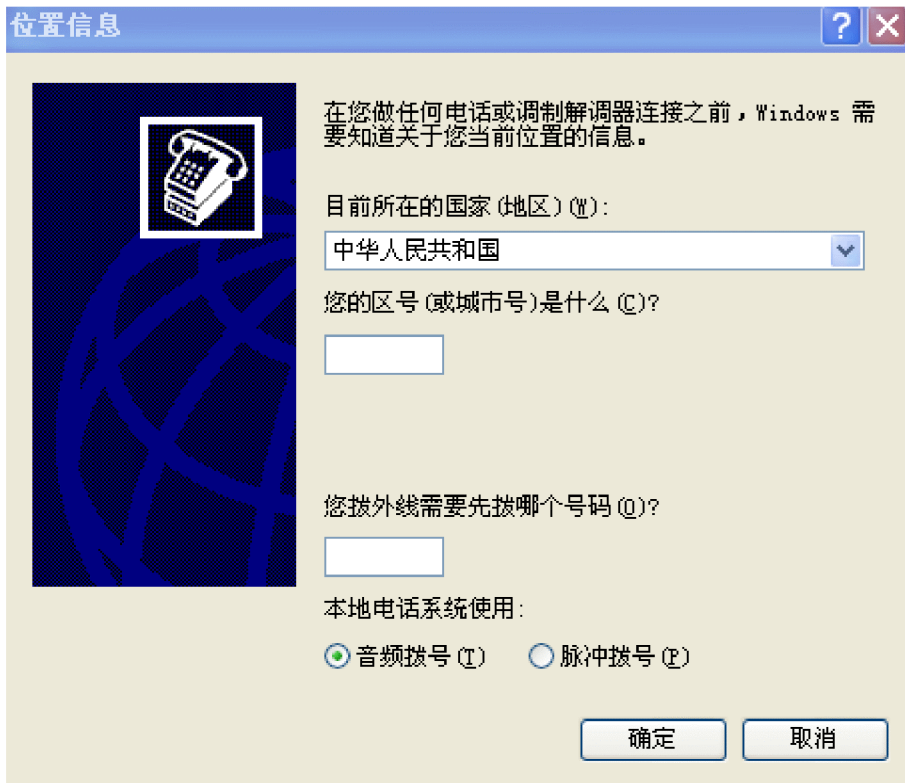 位置信息
在您做任何电话或调制解调器连接之前，Windows 需
要知道关于您当前位置的信息。
目前所在的国家(地区)(W):
中华人民共和国
您的区号(或城市号)是什么(C)?
您拨外线需要先拨哪个号码(O)?
本地电话系统使用:
音频拨号(T) 脉冲拨号(P)
确定 取消